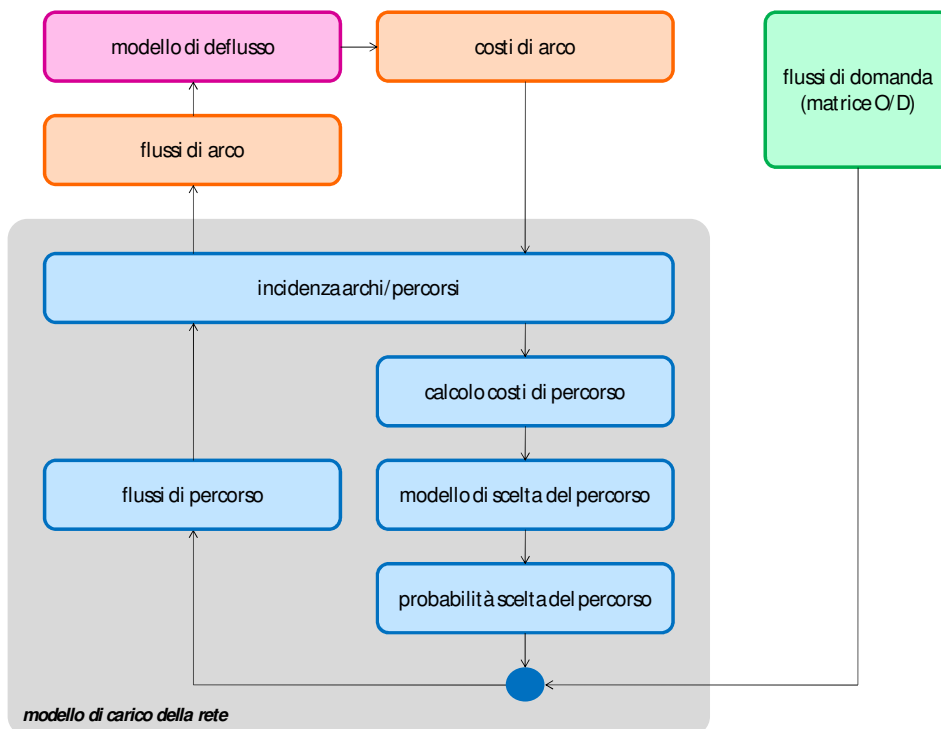 modello di deflusso
costi di arco
flussi di domanda
(matrice O/D)
flussi di arco
incidenza archi/percorsi
calcolo costi di percorso
flussi di percorso
modello di scelta del percorso
probabilità scelta del percorso
modello di carico della rete